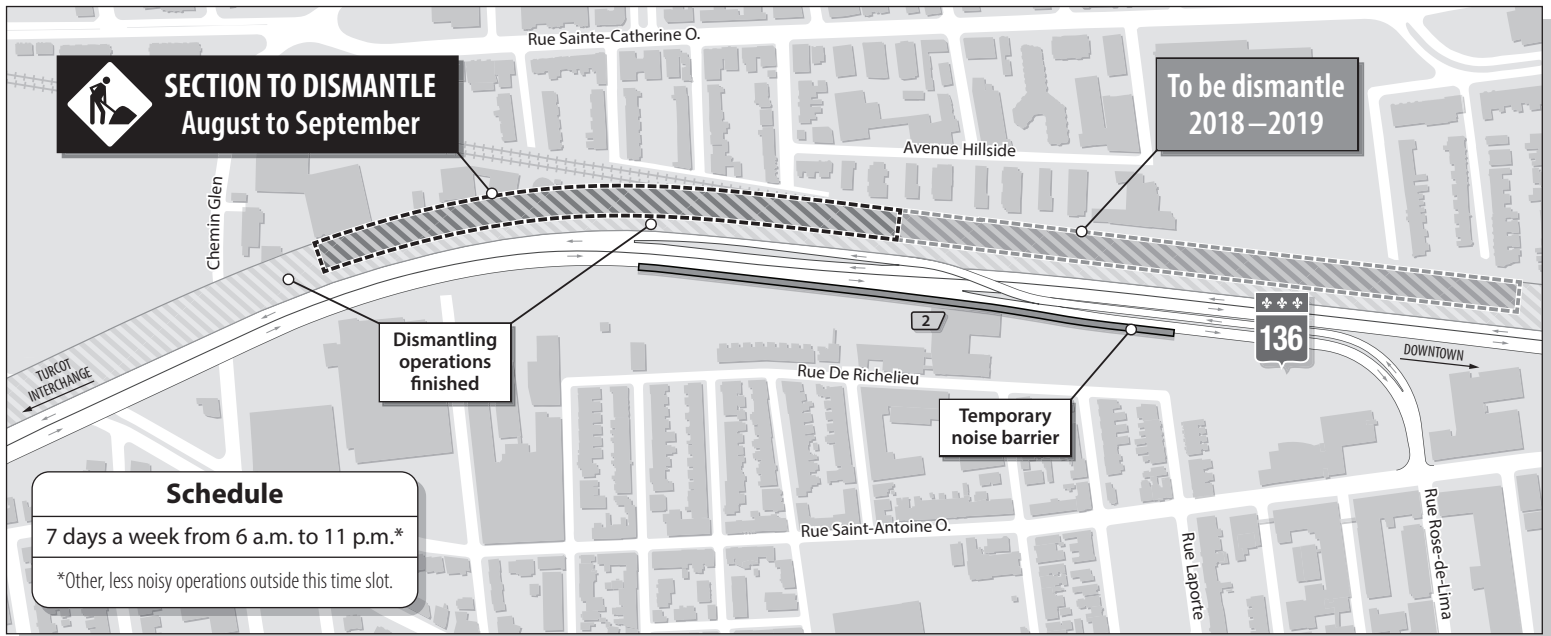 Rue Sainte-Catherine O.
SECTION TO DISMANTLE
August to September
To be dismantle
2018–2019
Avenue Hillside
Chemin Glen
Dismantling
operations
finished
2
136
DOWNTOWN
TURCOT
INTERCHANGE
Rue De Richelieu
Temporary
noise barrier
Schedule
7 days a week from 6 a.m. to 11 p.m.*
*Other, less noisy operations outside this time slot.
Rue Saint-Antoine O.
Rue Laporte
Rue Rose-de-Lima